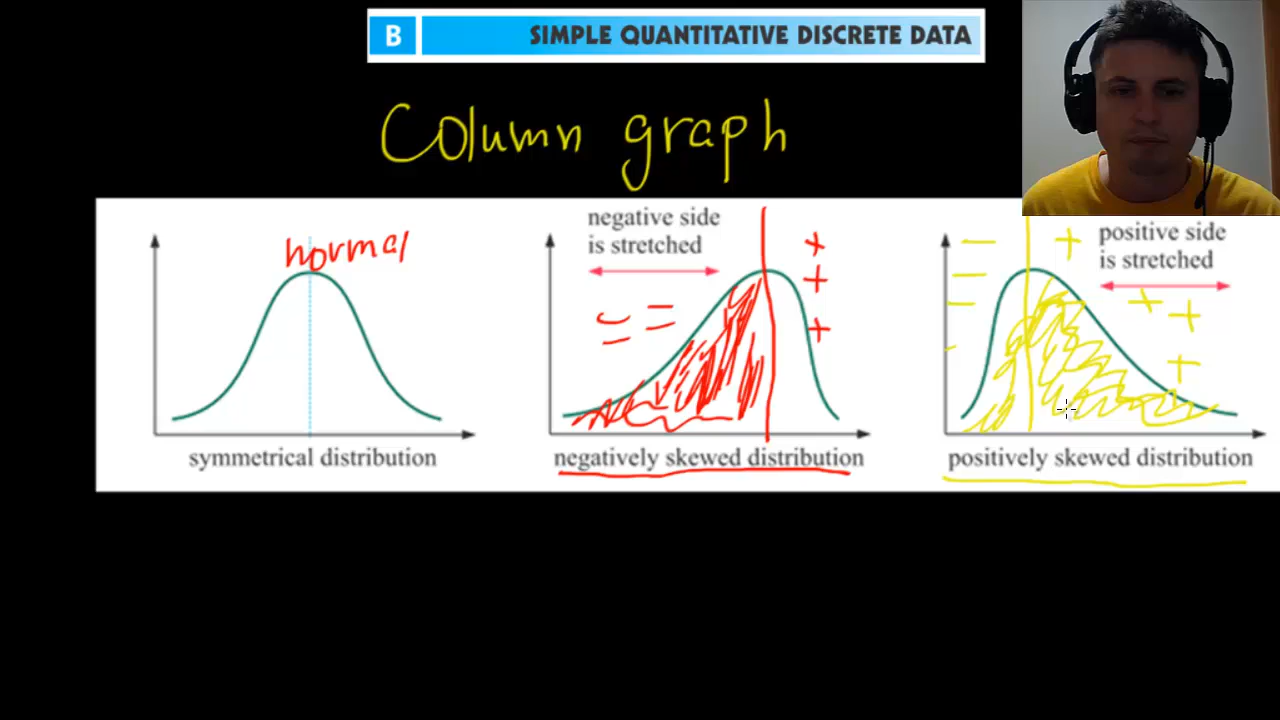 B SIMPLE QUANTITATIVE DISCRETE DATA
Column graph
normal
negative side
is stretched
positive side
is stretched
symmetrical distribution
negatively skewed distribution
positively skewed distribution